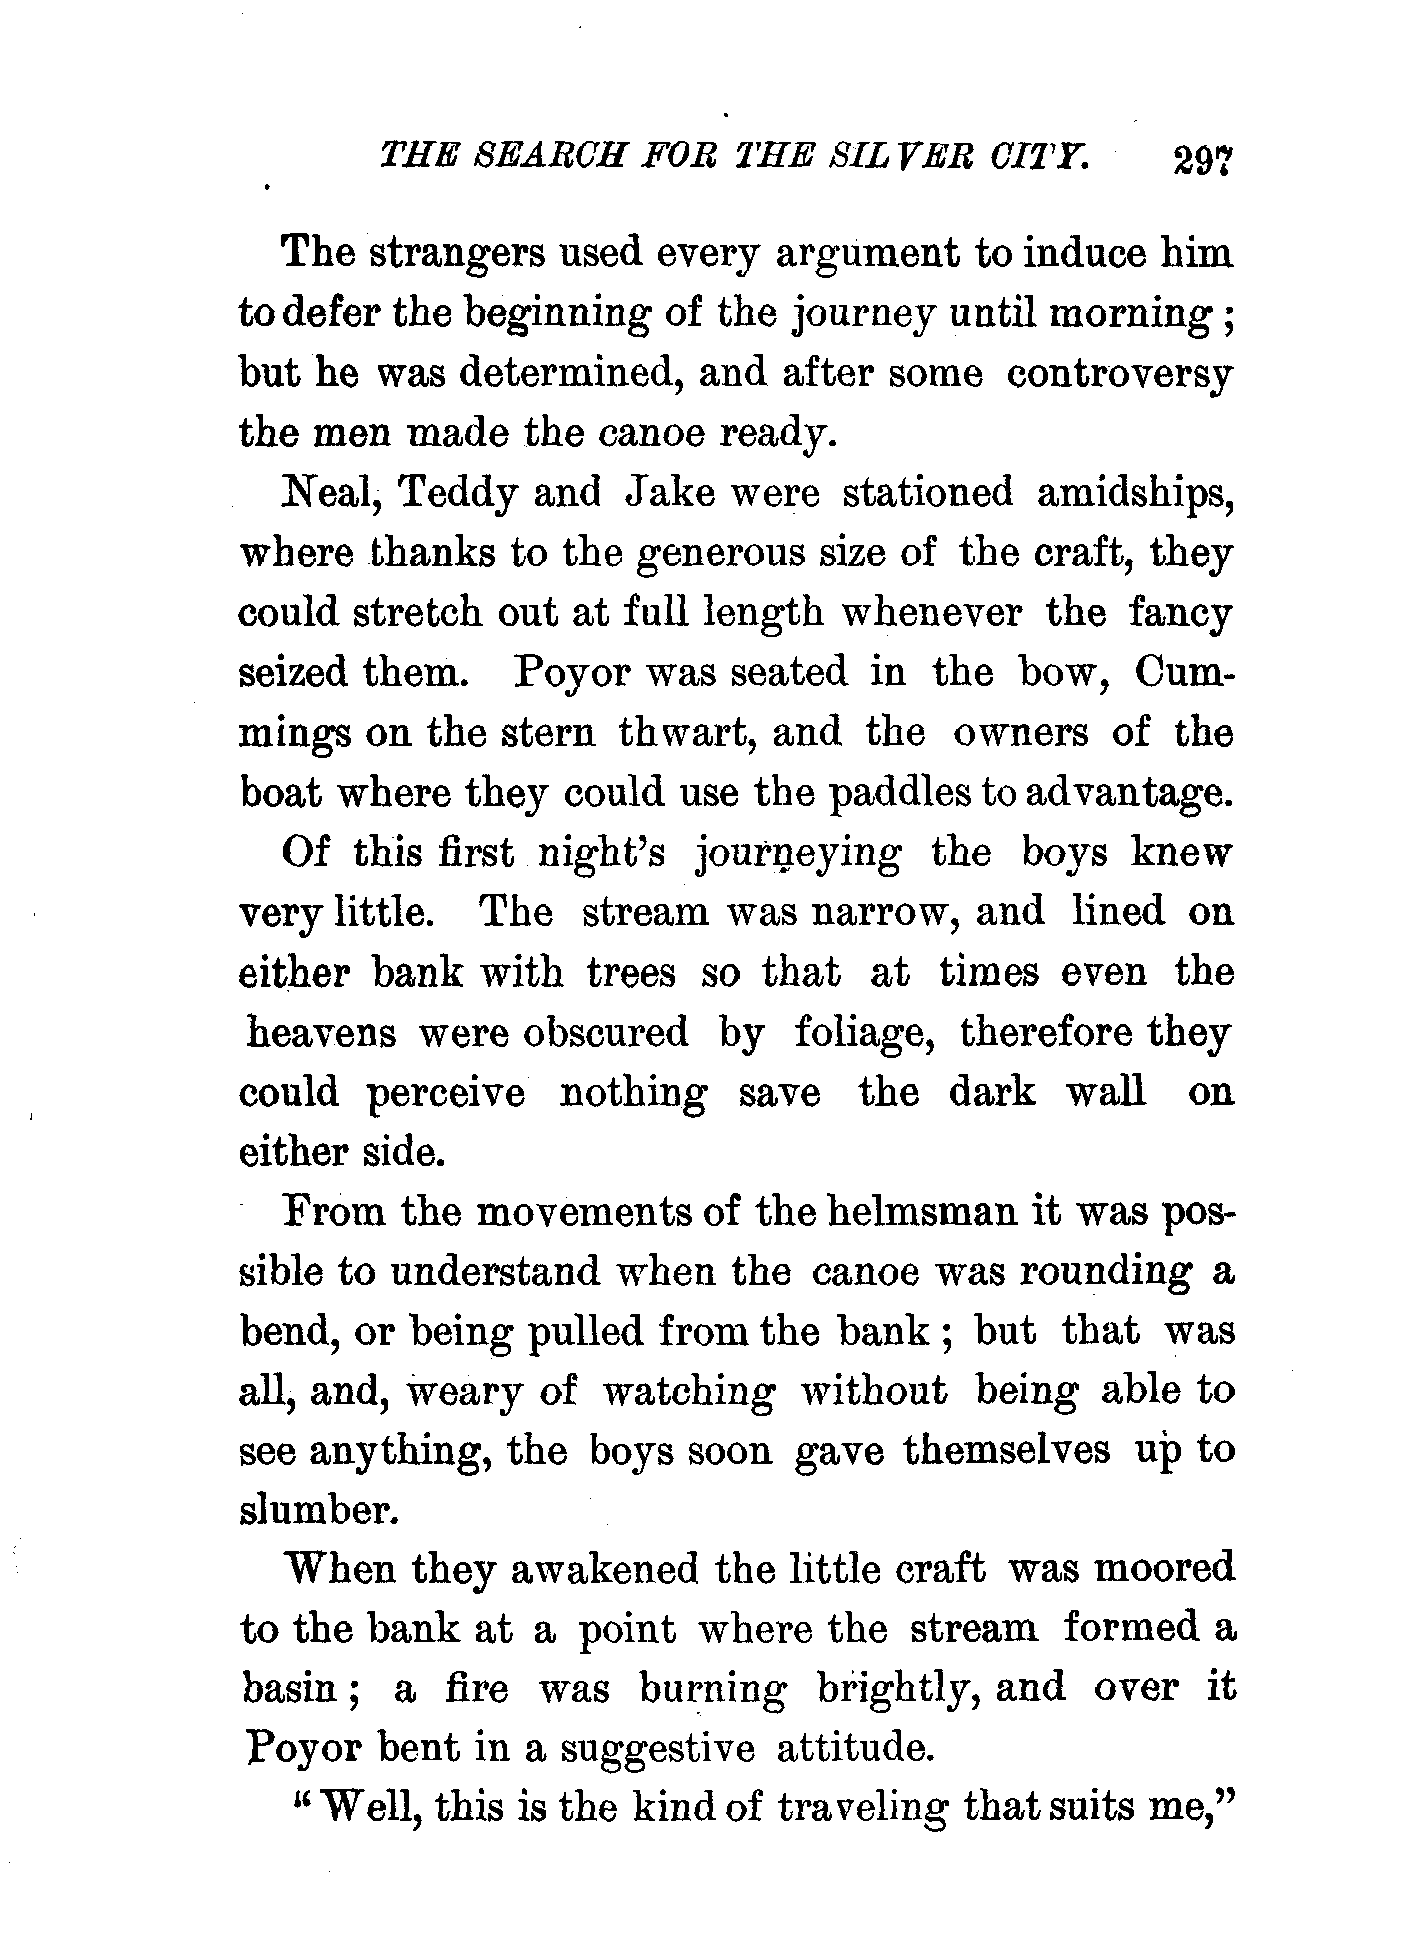 THE SEARCH FOR THE SILVER CITY. 297
The strangers used every argument to induce him
to defer the beginning of the journey until morning ;
but he was determined, and after some controversy
the men made the canoe ready.
Neal, Teddy and Jake were stationed amidships,
where thanks to the generous size of the craft, they
could stretch out at full length whenever the fancy
seized them. Poyor was seated in the bow, Cum-
mings on the stern thwart, and the owners of the
boat where they could use the paddles to advantage.
Of this first night's journeying the boys knew
very little. The stream was narrow, and lined on
either bank with trees so that at times even the
heavens were obscured by foliage, therefore they
could perceive nothing save the dark wall on
either side.
From the movements of the helmsman it was pos-
sible to understand when the canoe was rounding a
bend, or being pulled from the bank ; but that was
all, and, weary of watching without being able to
see anything, the boys soon gave themselves up to
slumber.
When they awakened the little craft was moored
to the bank at a point where the stream formed a
basin ; a fire was burning brightly, and over it
Poyor bent in a suggestive attitude.
“ Well, this is the kind of traveling that suits me,”